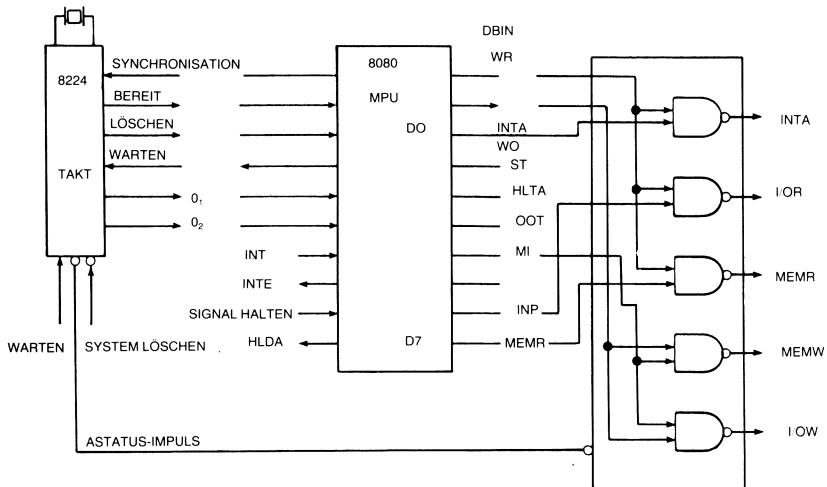 DBIN
SYNCHRONISATION
8080
WR
8224
BEREIT
MPU
LÖSCHEN
DO
INTA
INTA
WARTEN
WO
ST
TAKT
HLTA
I/OR
0₁
0₂
OOT
INT
MI
INTE
MEMR
SIGNAL HALTEN
INP
WARTEN
SYSTEM LÖSCHEN
HLDA
D7
MEMR
MEMW
I/OW
ASTATUS-IMPULS